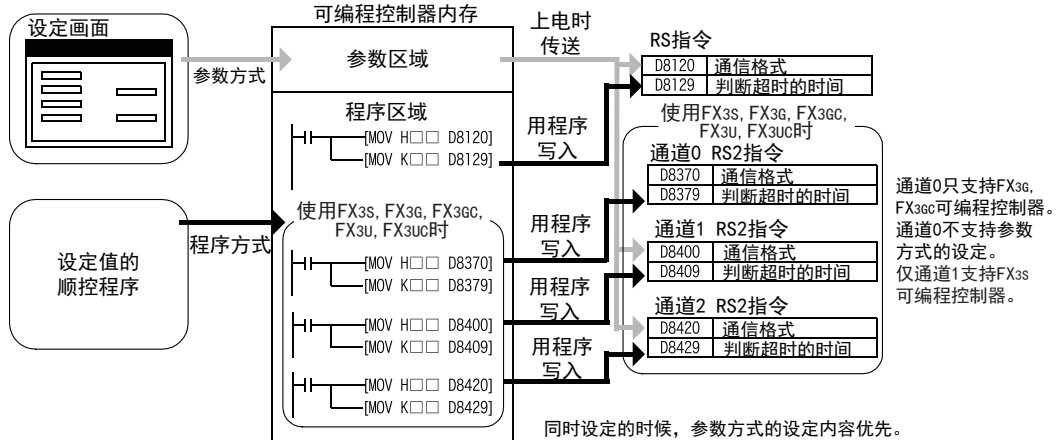 设定画面
参数方式
设定值的
顺控程序
程序方式
可编程控制器内存
参数区域
程序区域
[MOV H□□ D8120]
[MOV K□□ D8129]
使用FX3S, FX3G, FX3GC,
FX3U, FX3UC时
[MOV H□□ D8370]
[MOV K□□ D8379]
[MOV H□□ D8400]
[MOV K□□ D8409]
[MOV H□□ D8420]
[MOV K□□ D8429]
上电时
传送
用程序
写入
用程序
写入
用程序
写入
用程序
写入
RS指令
D8120 通信格式
D8129 判断超时的时间
使用FX3S, FX3G, FX3GC,
FX3U, FX3UC时
通道0 RS2指令
D8370 通信格式
D8379 判断超时的时间
通道1 RS2指令
D8400 通信格式
D8409 判断超时的时间
通道2 RS2指令
D8420 通信格式
D8429 判断超时的时间
通道0只支持FX3G,
FX3GC可编程控制器。
通道0不支持参数
方式的设定。
仅通道1支持FX3S
可编程控制器。
同时设定的时候，参数方式的设定内容优先。